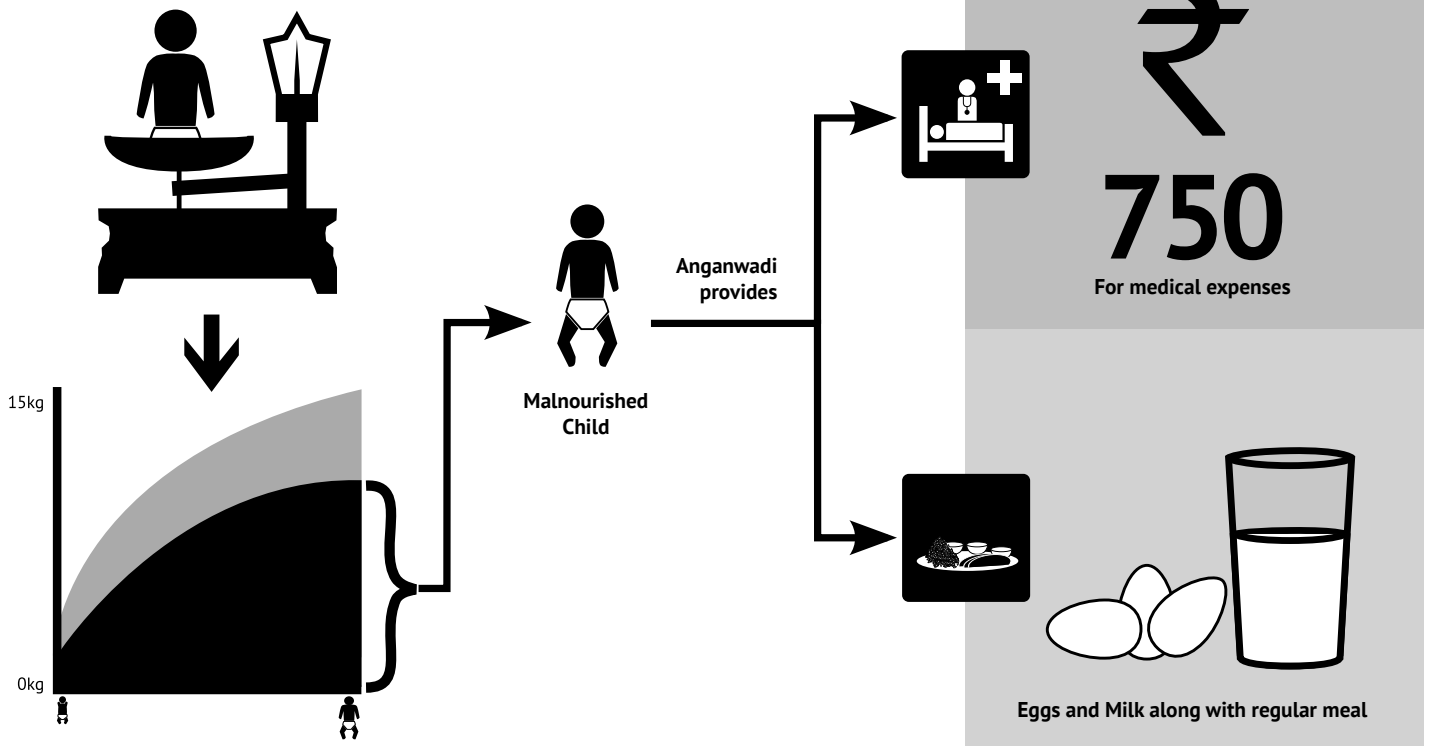 15kg
0kg
Malnourished
Child
Anganwadi
provides
₹
750
For medical expenses
Eggs and Milk along with regular meal